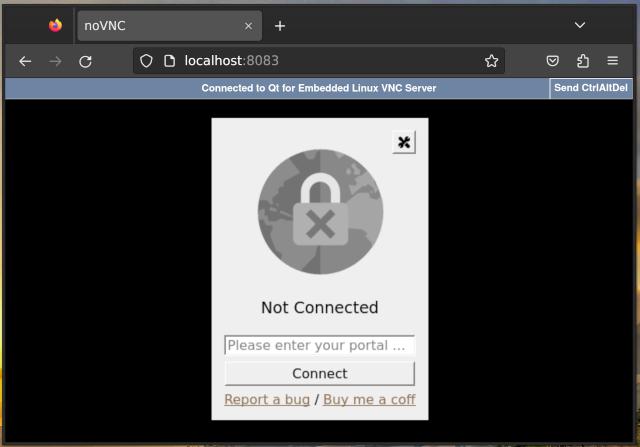 noVNC
localhost:8083
Connected to Qt for Embedded Linux VNC Server
Send CtrlAltDel
Not Connected
Please enter your portal ...
Connect
Report a bug / Buy me a coff